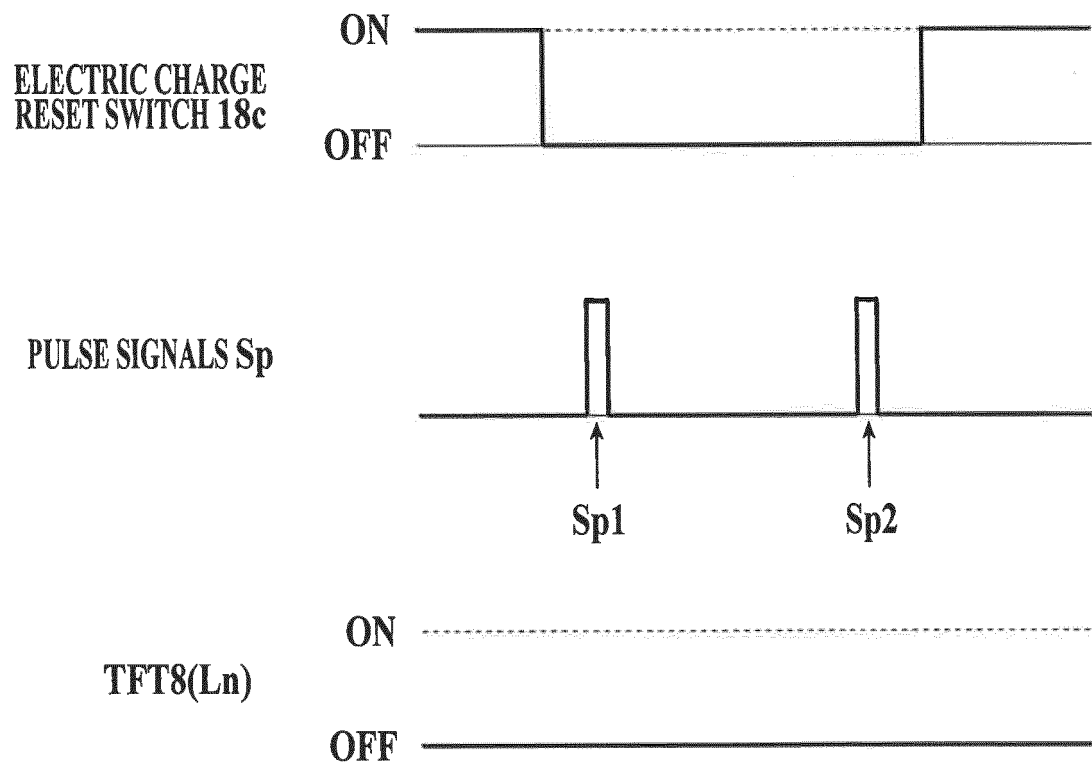 ON
ELECTRIC CHARGE
RESET SWITCH 18c
OFF
PULSE SIGNALS Sp
Sp1
Sp2
ON
TFT8(Ln)
OFF